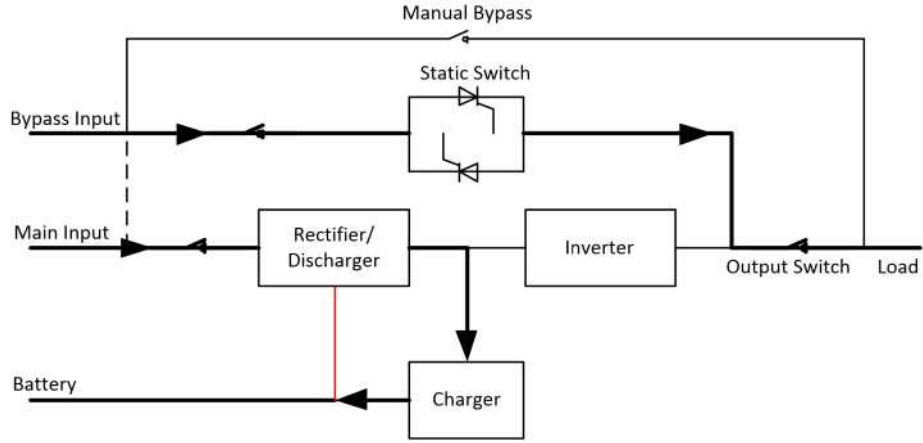 Manual Bypass
Static Switch
Bypass Input
Main Input
Rectifier/
Discharger
Inverter
Output Switch
Load
Battery
Charger